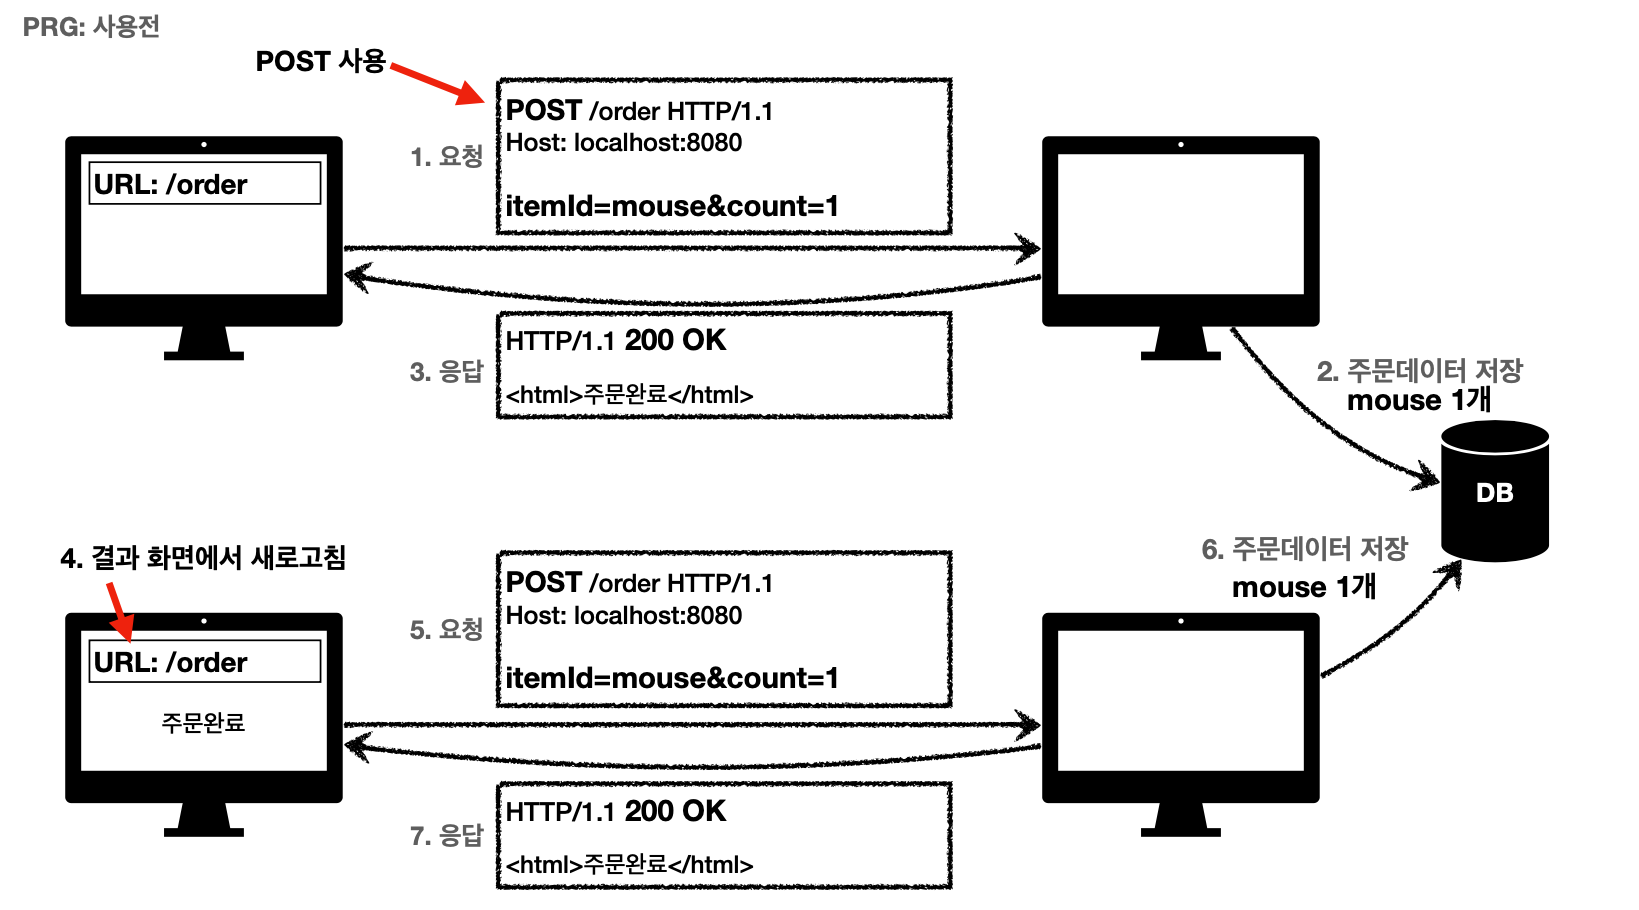 PRG: 사용전
POST 사용
POST /order HTTP/1.1
1. 요청
Host: localhost:8080
URL: /order
itemId=mouse&count=1
HTTP/1.1 200 OK
3. 응답
<html>주문완료</html>
2. 주문데이터 저장
mouse 1개
DB
4. 결과 화면에서 새로고침
6. 주문데이터 저장
mouse 1개
POST /order HTTP/1.1
5. 요청
Host: localhost:8080
URL: /order
itemId=mouse&count=1
주문완료
HTTP/1.1 200 OK
7. 응답
<html>주문완료</html>